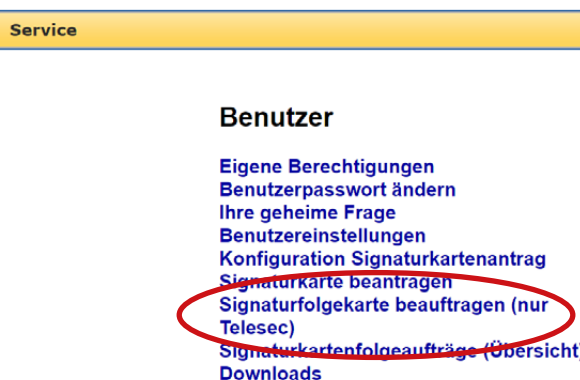 Service
Benutzer
Eigene Berechtigungen
Benutzerpasswort ändern
Ihre geheime Frage
Benutzereinstellungen
Konfiguration Signaturkartenantrag
Signaturkarte beantragen
Signaturfolgekarte beauftragen (nur
Telesec)
Signaturkartenfolgeaufträge (Übersicht)
Downloads